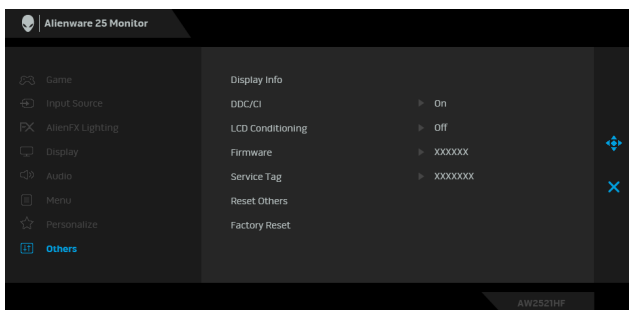 Alienware 25 Monitor
Game
Input Source
AlienFX Lighting
Display
Audio
Menu
Personalize
Others
Display Info
DDC/CI On
LCD Conditioning Off
Firmware XXXXXX
Service Tag XXXXXXX
Reset Others
Factory Reset
AW2521HF